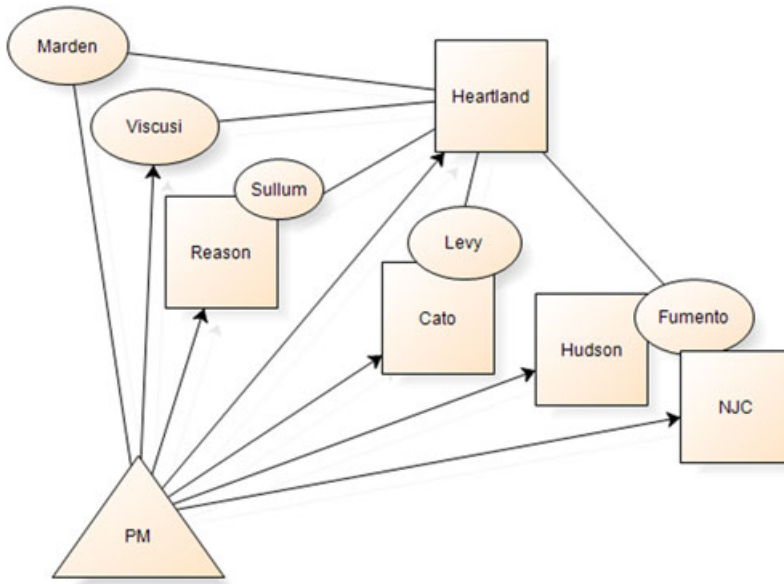 Marden
Heartland
Viscusi
Sullum
Reason
Levy
Cato
Fumento
Hudson
NJC
PM